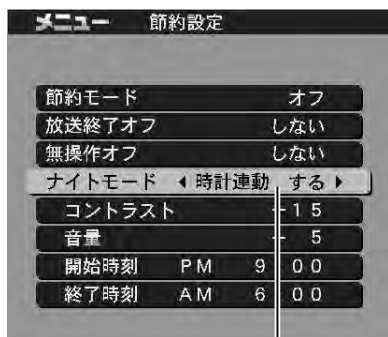 メニュー 節約設定
節約モード オフ
放送終了オフ しない
無操作オフ しない
ナイトモード ◀ 時計連動 する ▶
コントラスト -15
音量 - 5
開始時刻 PM 9 00
終了時刻 AM 6 00